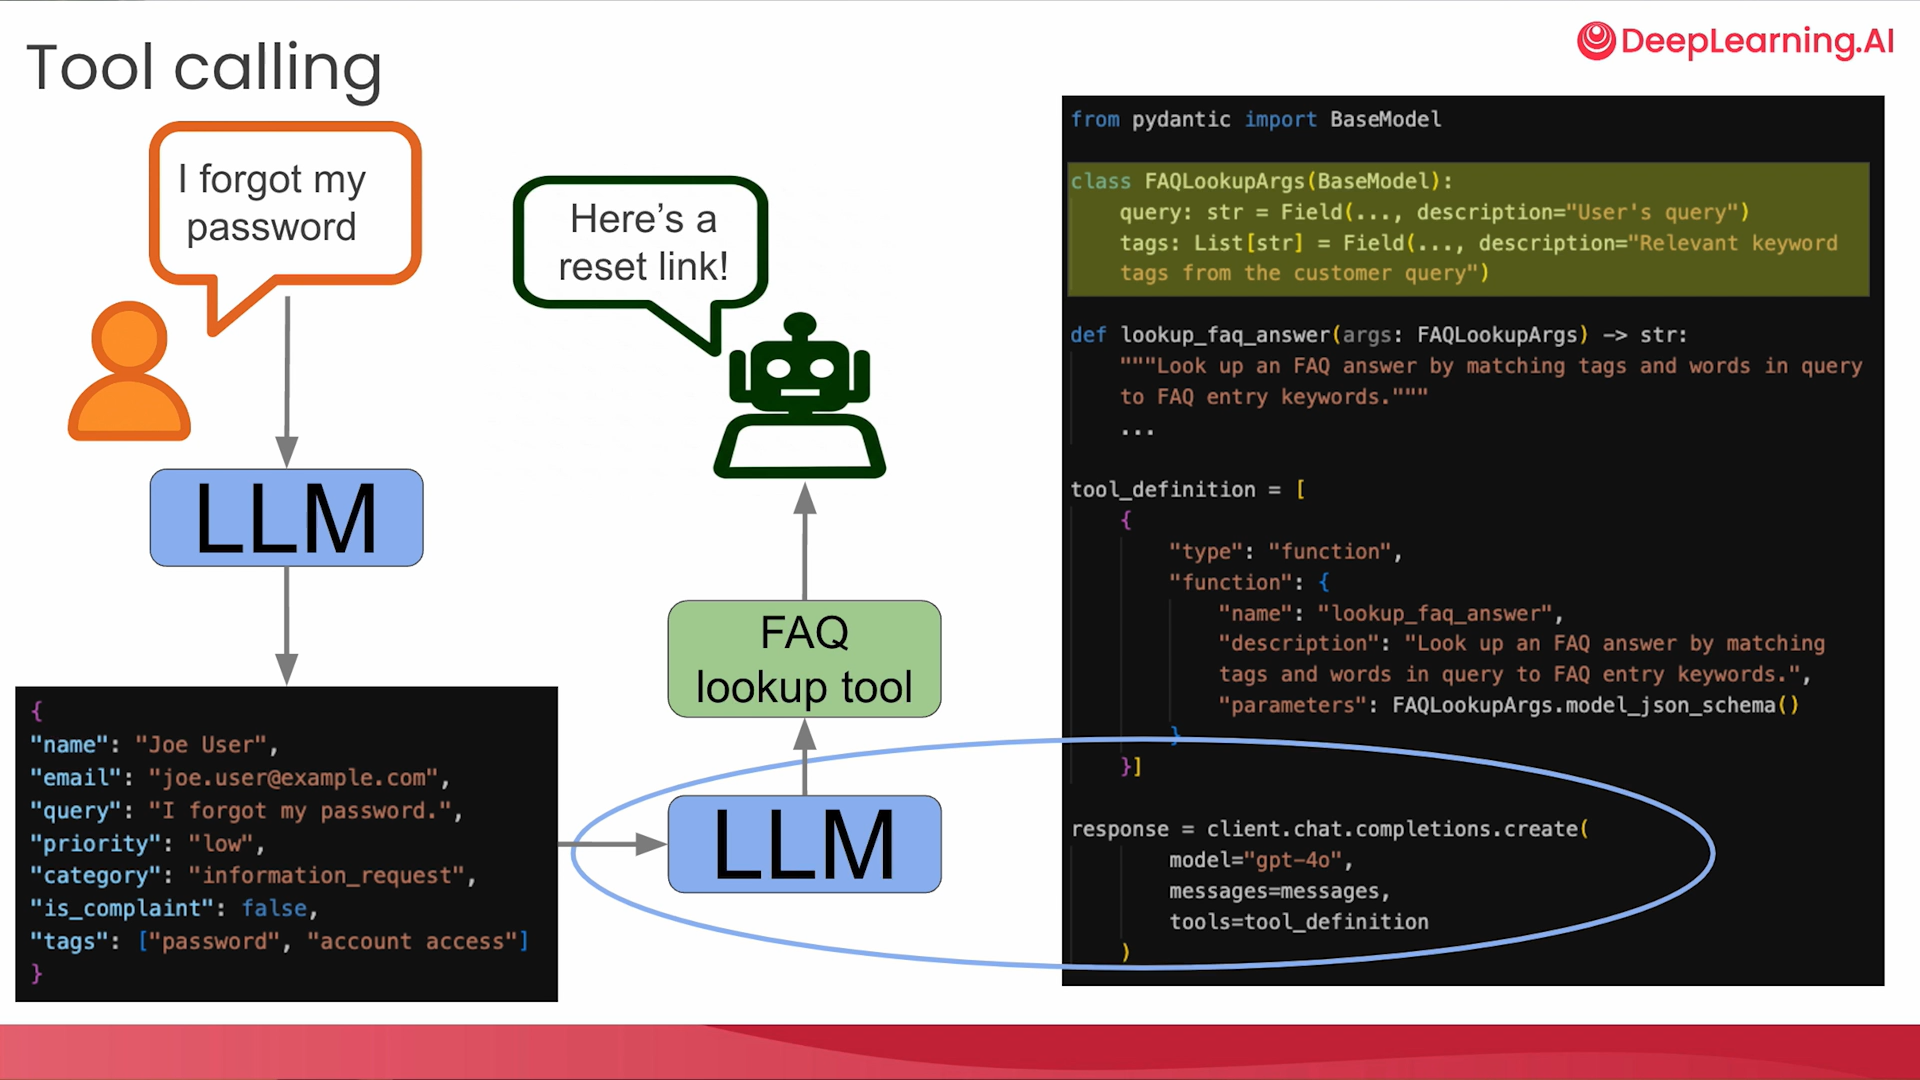 Tool calling
DeepLearning.AI
I forgot my
password
Here's a
reset link!
LLM
{
"name": "Joe User",
"email": "joe.user@example.com",
"query": "I forgot my password.",
"priority": "low",
"category": "information_request",
"is_complaint": false,
"tags": ["password", "account access"]
}
FAQ
lookup tool
LLM
from pydantic import BaseModel
class FAQLookupArgs(BaseModel):
query: str = Field(..., description="User's query")
tags: List[str] = Field(..., description="Relevant keyword
tags from the customer query")
def lookup_faq_answer(args: FAQLookupArgs) -> str:
"""Look up an FAQ answer by matching tags and words in query
to FAQ entry keywords."""
...
tool_definition = [
{
"type": "function",
"function": {
"name": "lookup_faq_answer",
"description": "Look up an FAQ answer by matching
tags and words in query to FAQ entry keywords.",
"parameters": FAQLookupArgs.model_json_schema()
}
}]
response = client.chat.completions.create(
model="gpt-4o",
messages=messages,
tools=tool_definition
)